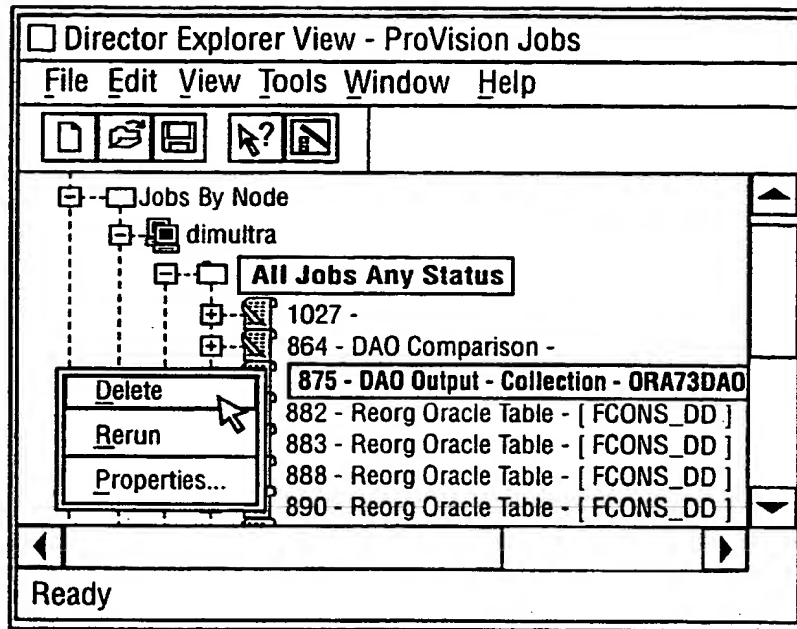 Director Explorer View - ProVision Jobs
File Edit View Tools Window Help
?
Jobs By Node
dimultra
All Jobs Any Status
1027 -
864 - DAO Comparison -
875 - DAO Output - Collection - ORA73DAO
882 - Reorg Oracle Table - [ FCONS_DD ]
883 - Reorg Oracle Table - [ FCONS_DD ]
888 - Reorg Oracle Table - [ FCONS_DD ]
890 - Reorg Oracle Table - [ FCONS_DD ]
Delete
Rerun
Properties...
Ready